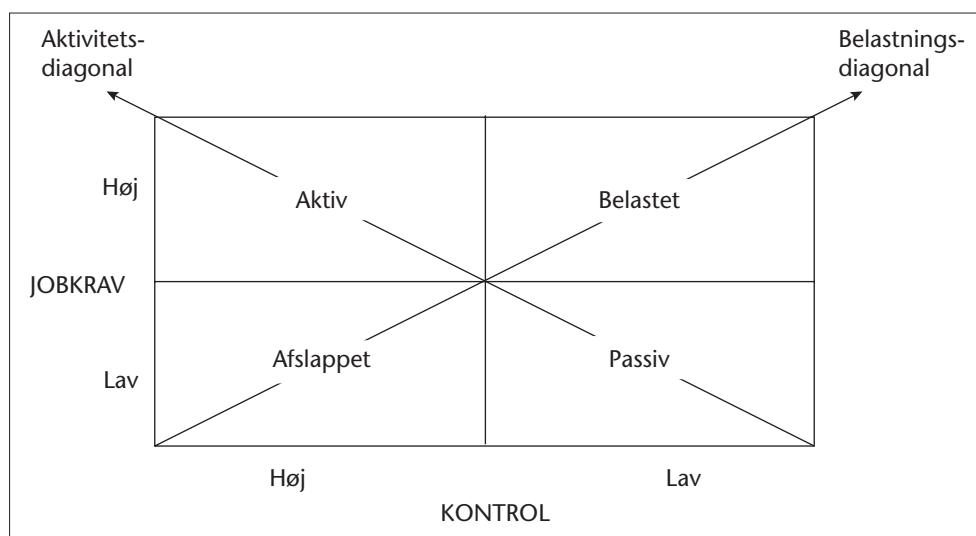 Aktivitets-
diagonal
Belastnings-
diagonal
Høj
Aktiv
Belastet
JOBKRAV
Lav
Afslappet
Passiv
Høj
Lav
KONTROL